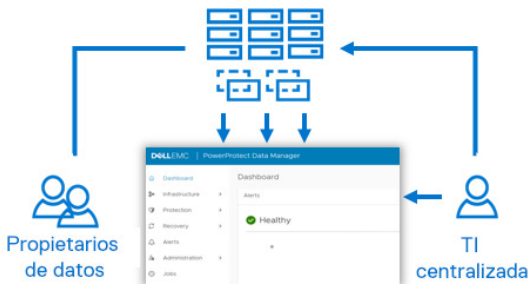 DELLEMC | PowerProtect Data Manager
Dashboard
Dashboard
Infrastructure
Alerts
Protection
Healthy
Recovery
Alerts
Administration
Jobs
Propietarios
de datos
TI
centralizada